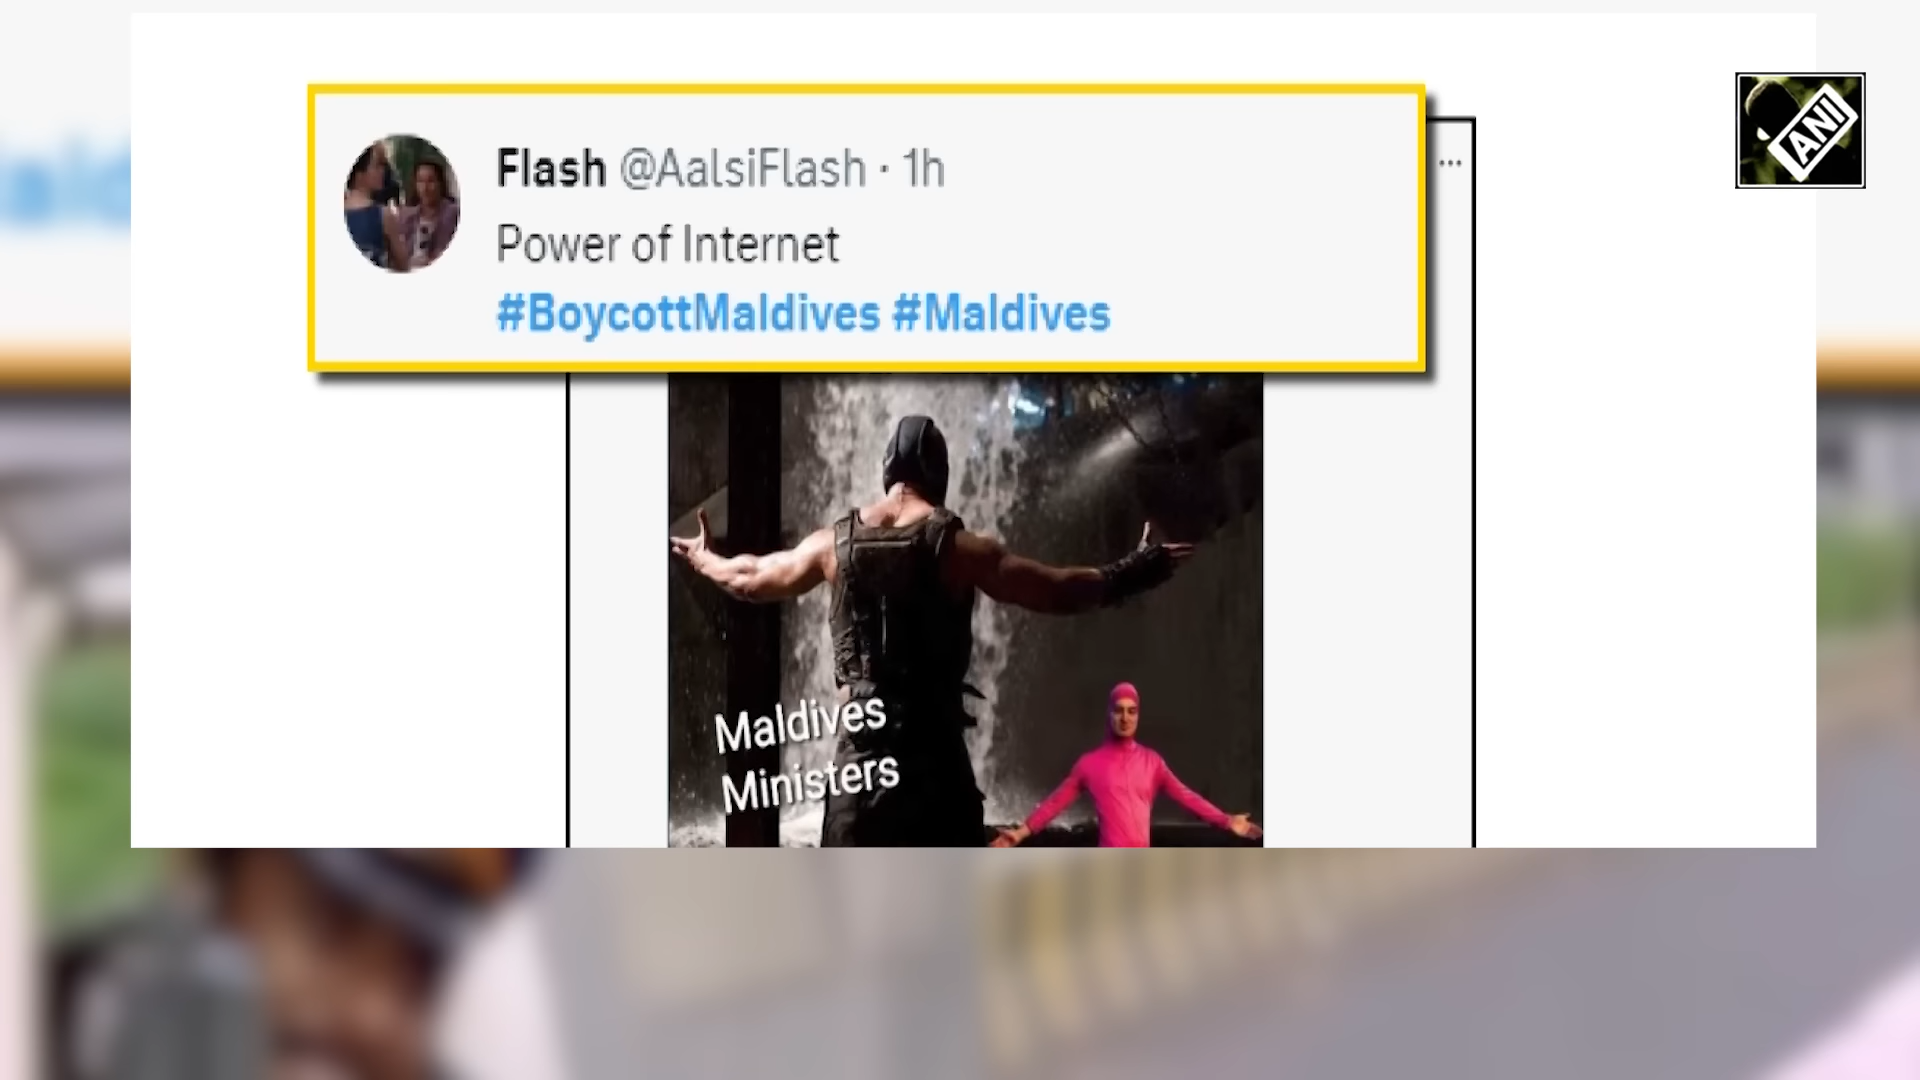 Flash @AalsiFlash · 1h
Power of Internet
#BoycottMaldives #Maldives
ANI
Maldives
Ministers